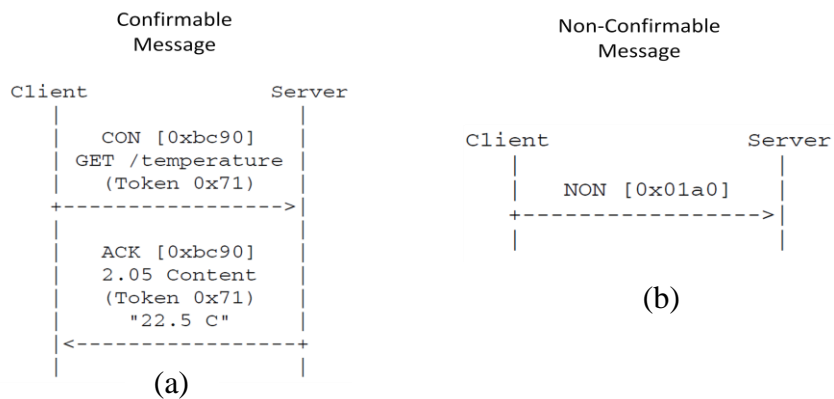 Confirmable
Message
Client Server
CON [0xbc90]
GET /temperature
(Token 0x71)
ACK [0xbc90]
2.05 Content
(Token 0x71)
"22.5 C"
(a)
Non-Confirmable
Message
Client Server
NON [0x01a0]
(b)